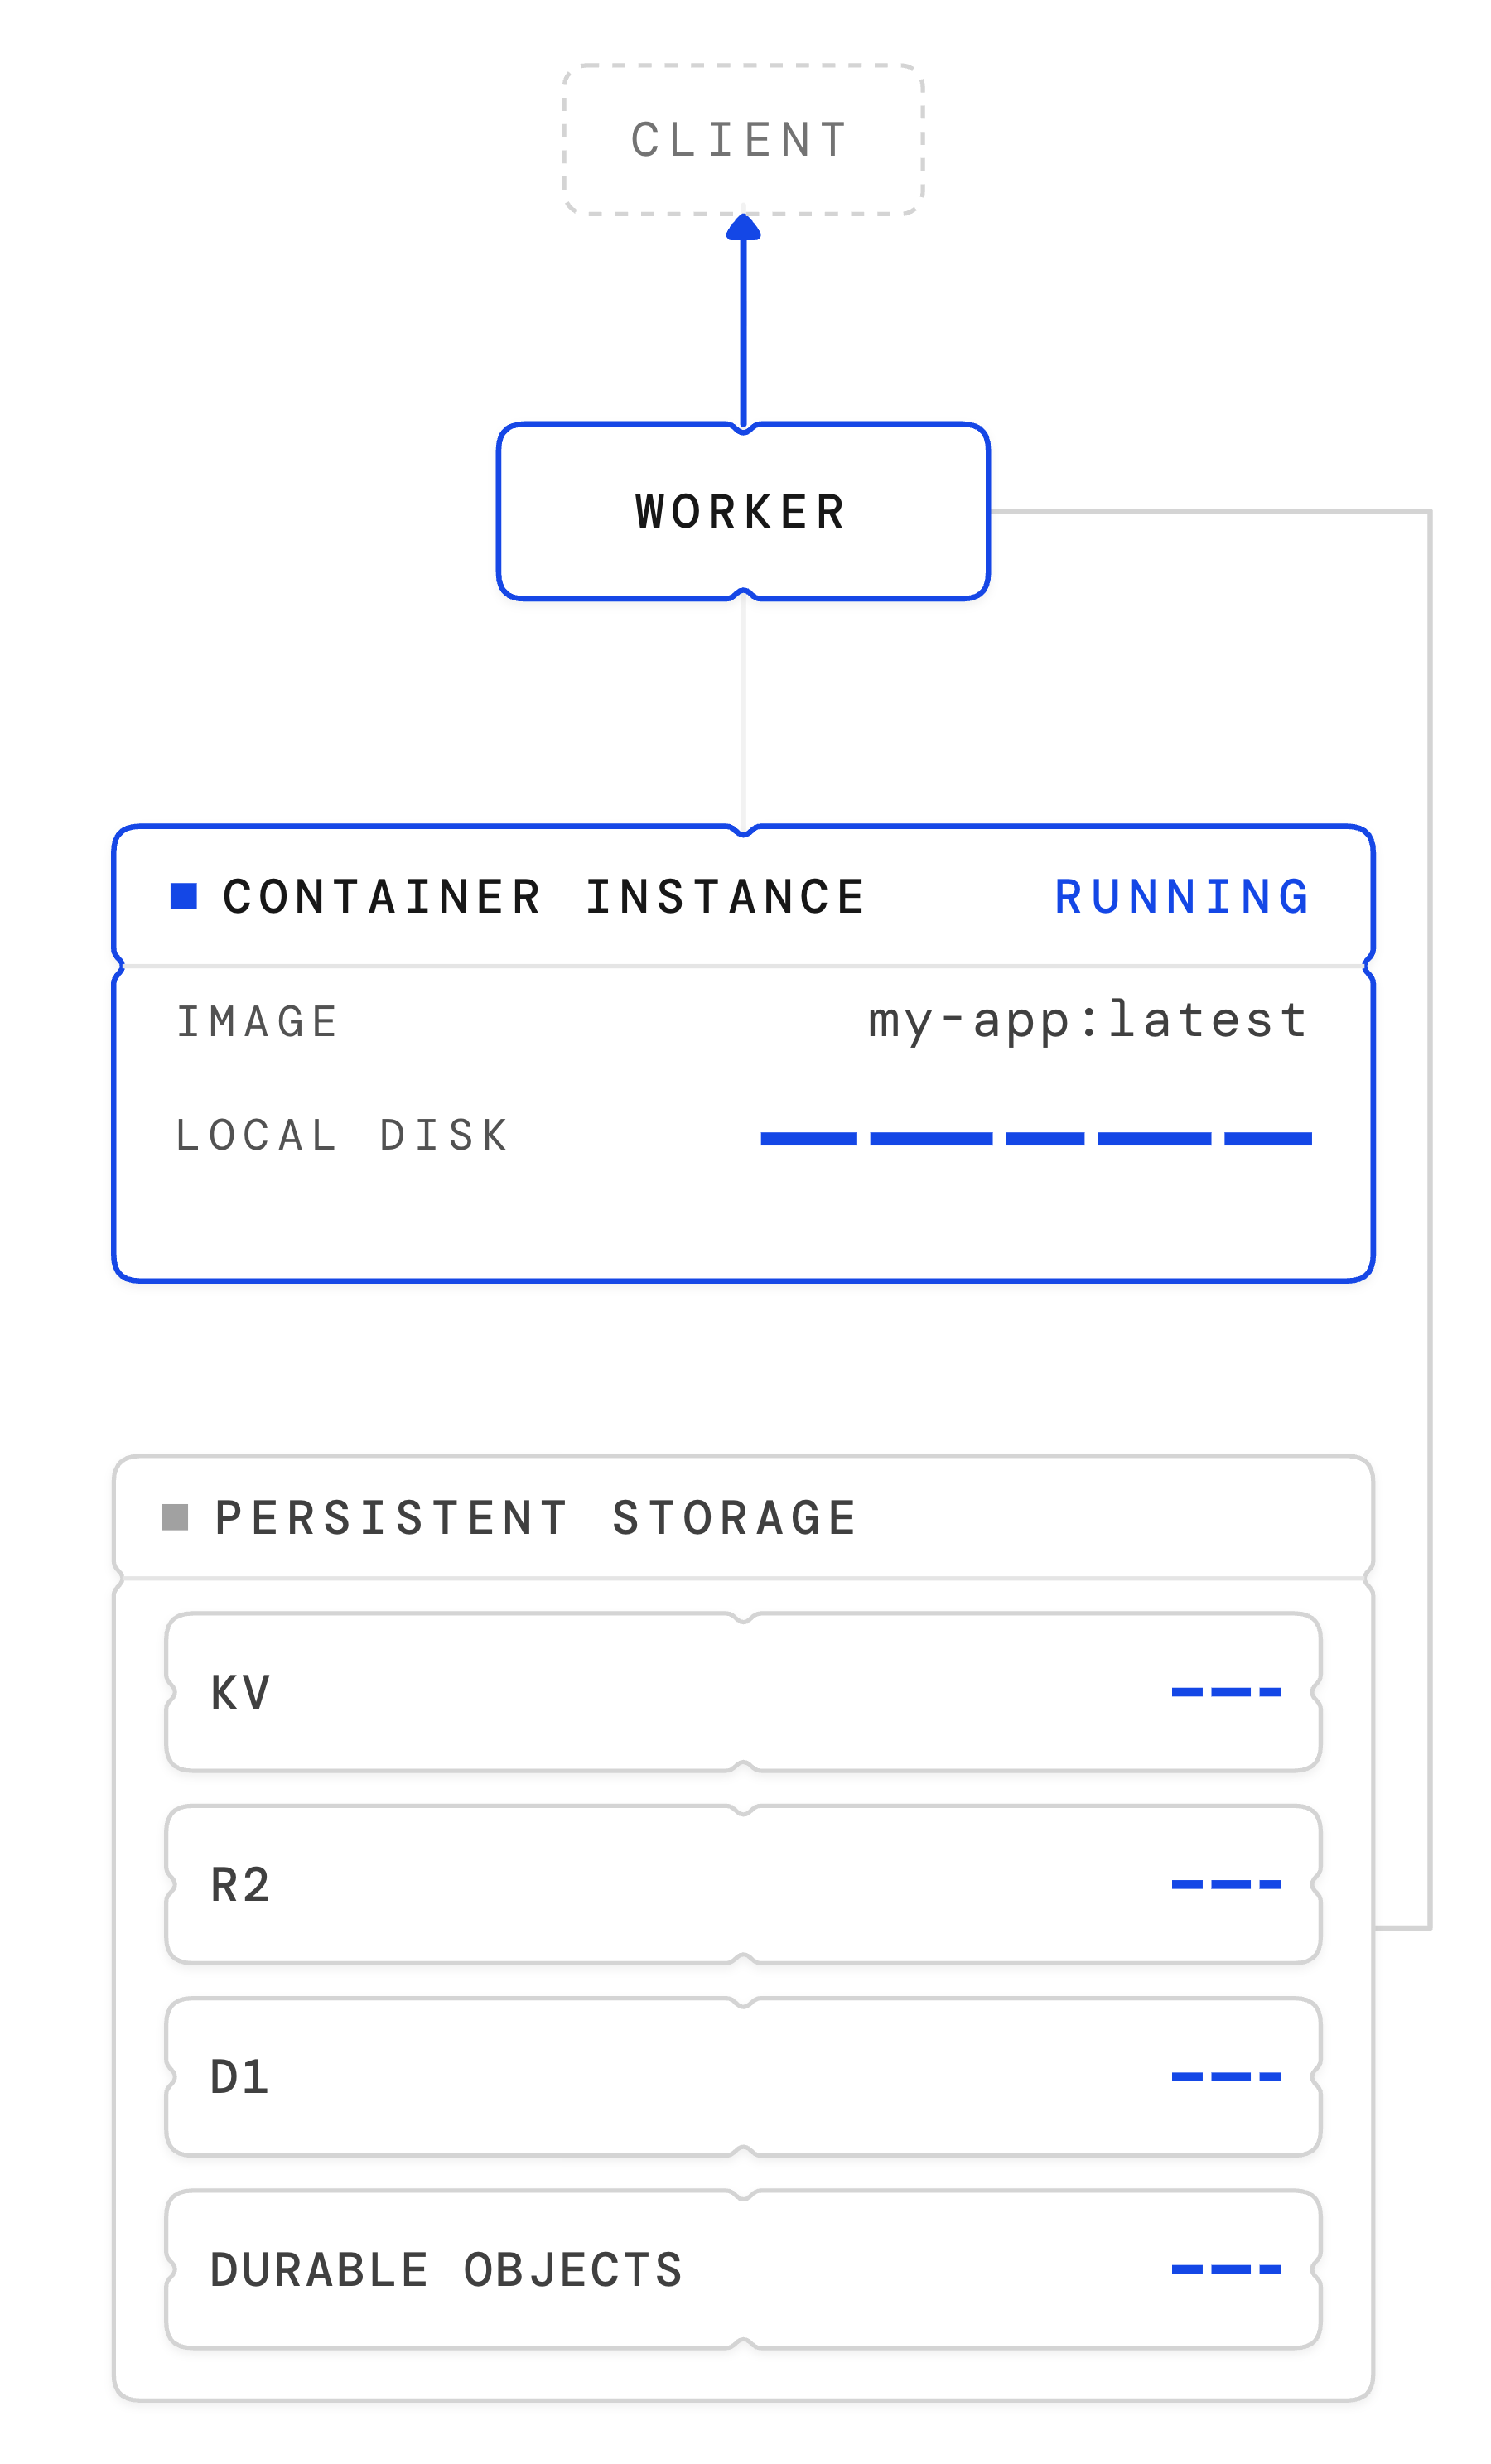 CLIENT
WORKER
CONTAINER INSTANCE RUNNING
IMAGE my-app:latest
LOCAL DISK
PERSISTENT STORAGE
KV
R2
D1
DURABLE OBJECTS